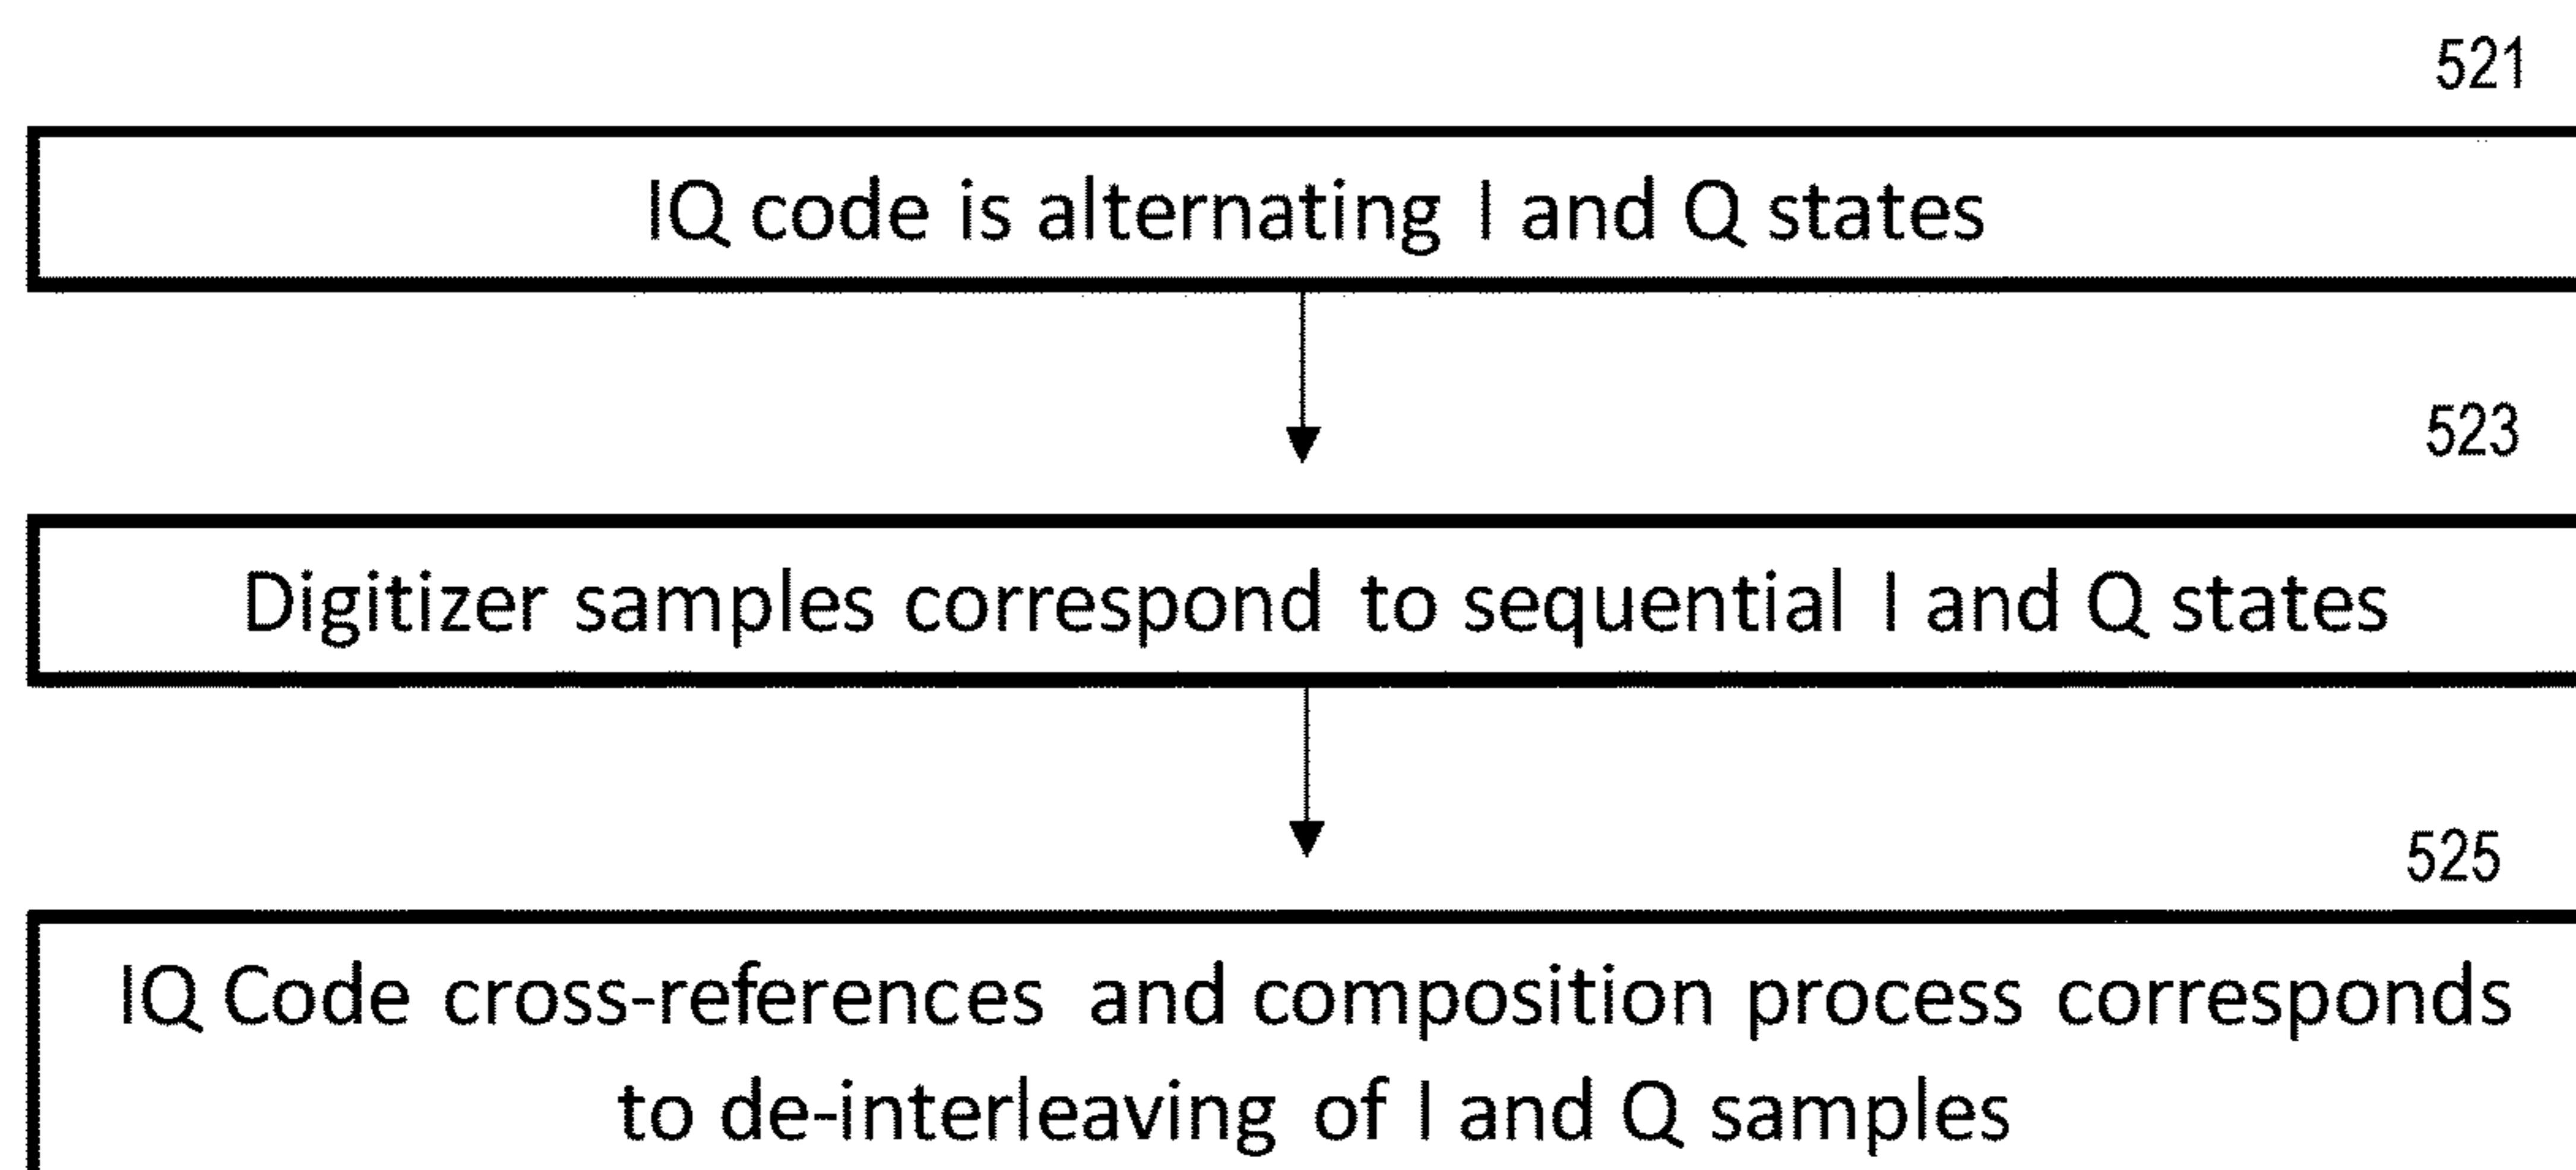 521
IQ code is alternating I and Q states
523
Digitizer samples correspond to sequential I and Q states
525
IQ Code cross-references and composition process corresponds
to de-interleaving of I and Q samples